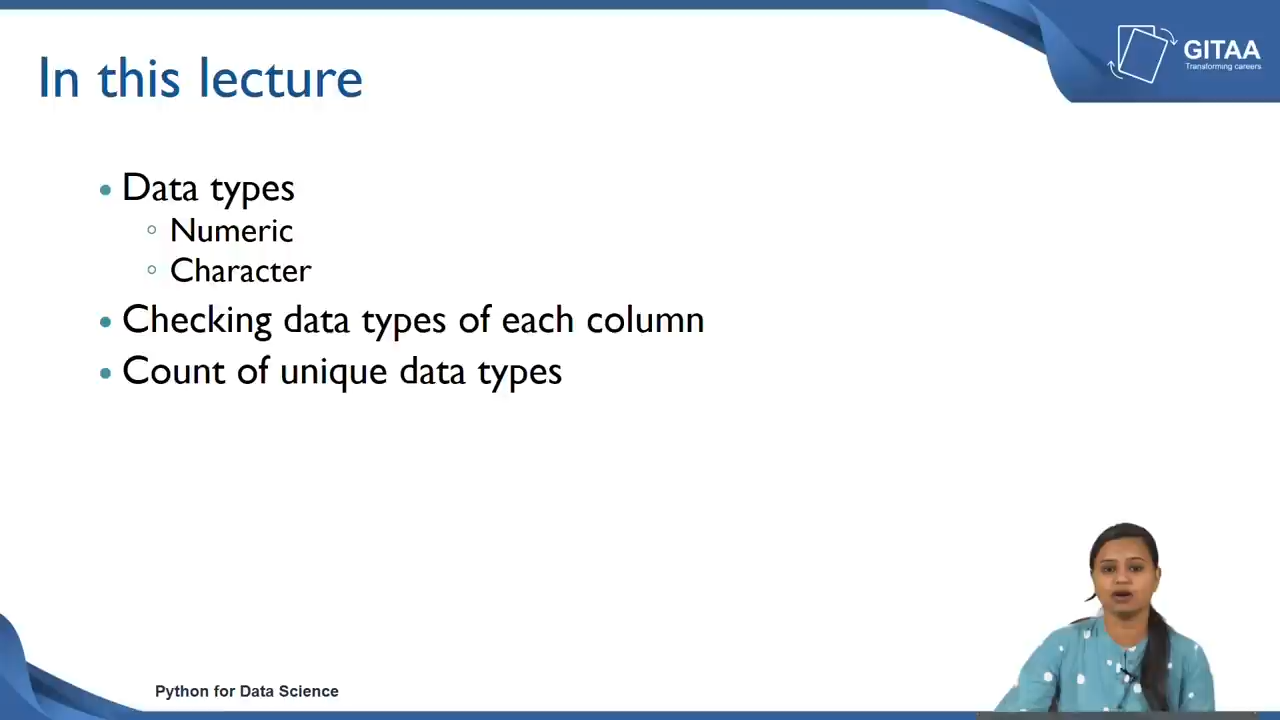 In this lecture
GITAA
Transforming careers
• Data types
◦ Numeric
◦ Character
• Checking data types of each column
• Count of unique data types
Python for Data Science